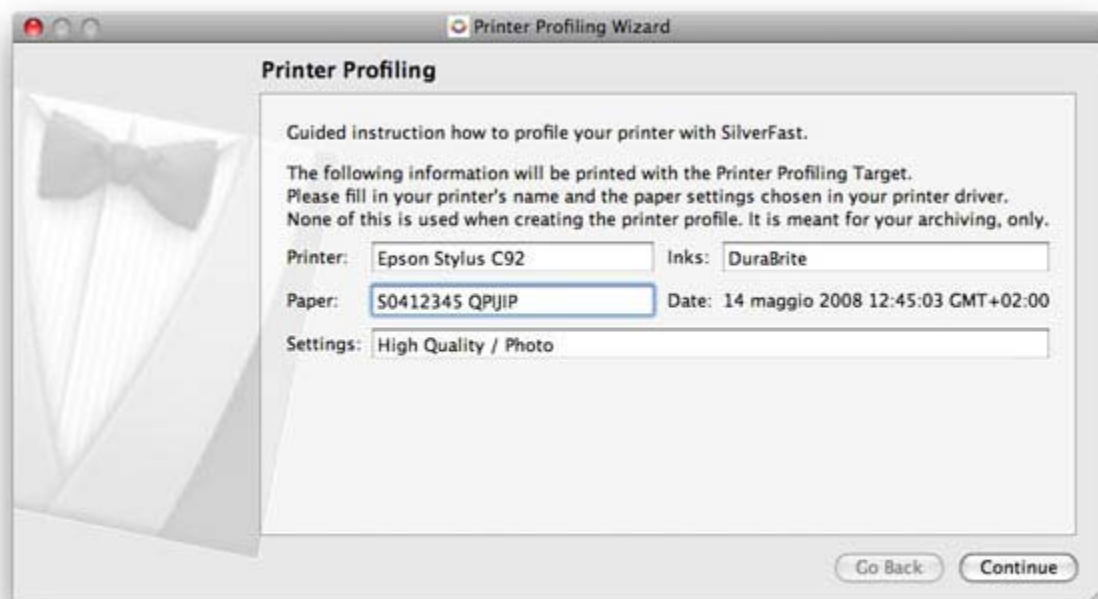 Printer Profiling Wizard
Printer Profiling
Guided instruction how to profile your printer with SilverFast.
The following information will be printed with the Printer Profiling Target.
Please fill in your printer's name and the paper settings chosen in your printer driver.
None of this is used when creating the printer profile. It is meant for your archiving, only.
Printer: Epson Stylus C92 Inks: DuraBrite
Paper: S0412345 QPIJIP Date: 14 maggio 2008 12:45:03 GMT+02:00
Settings: High Quality / Photo
Go Back Continue